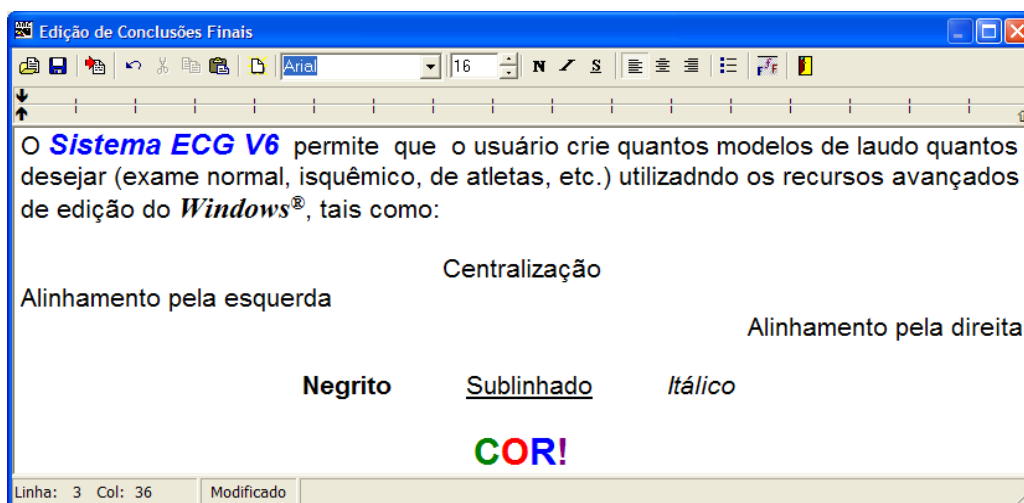 Edição de Conclusões Finais
Arial 16 N I S F F F
O Sistema ECG V6 permite que o usuário crie quantos modelos de laudo quantos
desejar (exame normal, isquêmico, de atletas, etc.) utilizadndo os recursos avançados
de edição do Windows®, tais como:
Centralização
Alinhamento pela esquerda
Alinhamento pela direita
Negrito Sublinhado Itálico
COR!
Linha: 3 Col: 36 Modificado